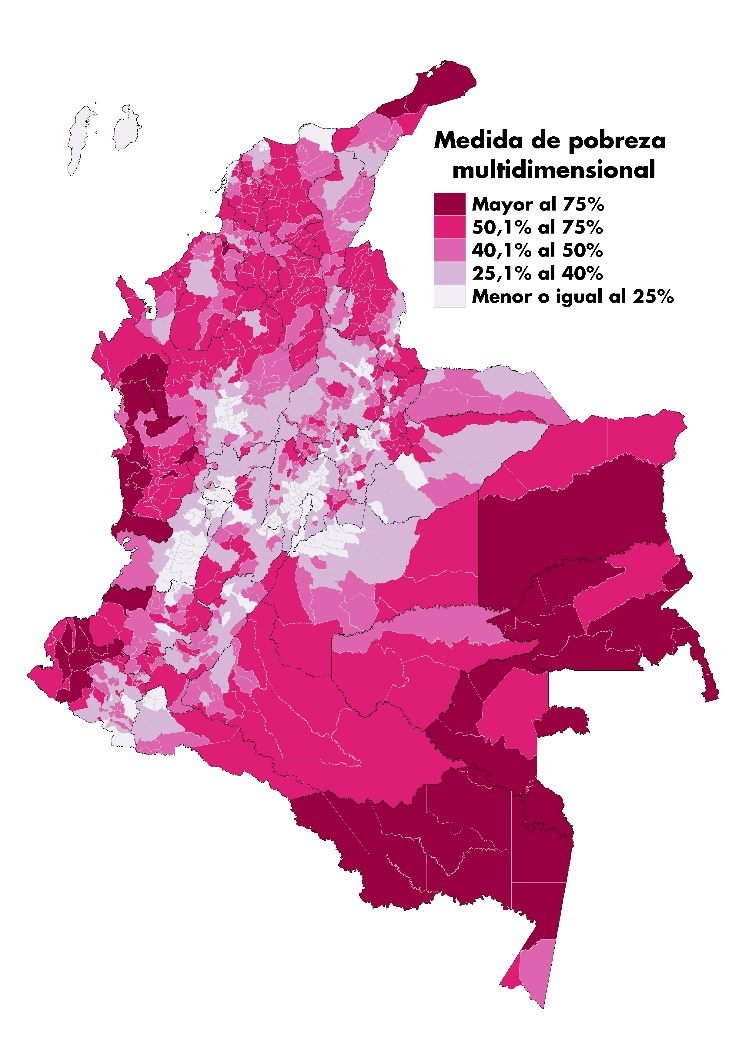 Medida de pobreza
multidimensional
Mayor al 75%
50,1% al 75%
40,1% al 50%
25,1% al 40%
Menor o igual al 25%